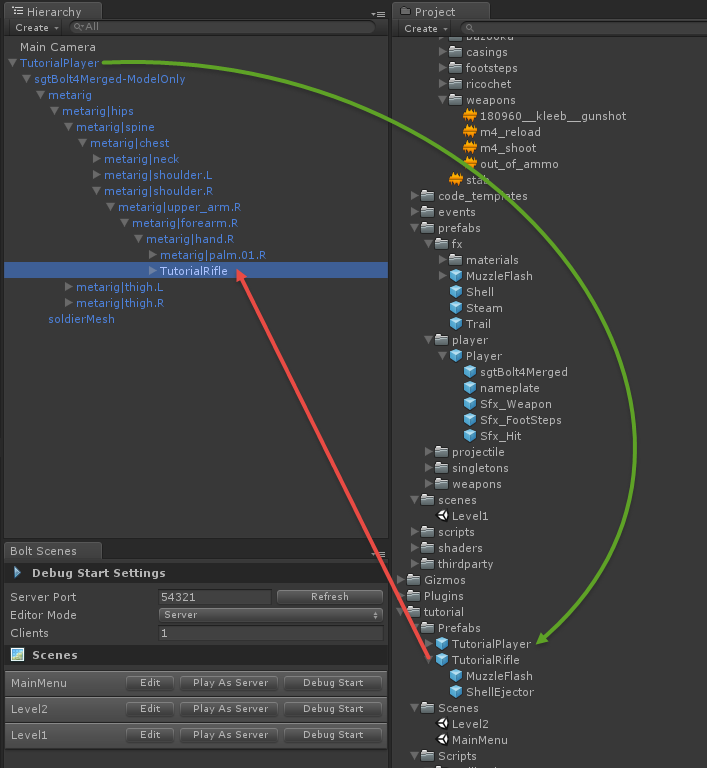 Hierarchy
Create
All
Main Camera
TutorialPlayer
sgtBolt4Merged-ModelOnly
metarig
metarig|hips
metarig|spine
metarig|chest
metarig|neck
metarig|shoulder.L
metarig|shoulder.R
metarig|upper_arm.R
metarig|forearm.R
metarig|hand.R
metarig|palm.01.R
TutorialRifle
metarig|thigh.L
metarig|thigh.R
soldierMesh
Bolt Scenes
Debug Start Settings
Server Port 54321 Refresh
Editor Mode Server
Clients 1
Scenes
MainMenu Edit Play As Server Debug Start
Level2 Edit Play As Server Debug Start
Level1 Edit Play As Server Debug Start
Project
Create
bazooka
casings
footsteps
ricochet
weapons
180960__kleeb__gunshot
m4_reload
m4_shoot
out_of_ammo
code_templates
events
prefabs
fx
materials
MuzzleFlash
Shell
Steam
Trail
player
Player
sgtBolt4Merged
nameplate
Sfx_Weapon
Sfx_FootSteps
Sfx_Hit
projectile
singletons
weapons
scenes
Level1
scripts
shaders
thirdparty
Gizmos
Plugins
tutorial
Prefabs
TutorialPlayer
TutorialRifle
MuzzleFlash
ShellEjector
Scenes
Level2
MainMenu
Scripts